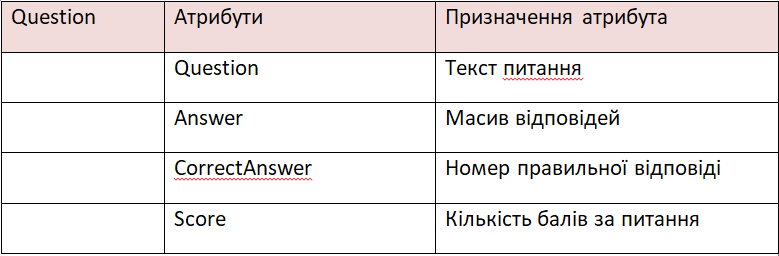 Question Атрибути Призначення атрибута
Question Текст питання
Answer Масив відповідей
CorrectAnswer Номер правильної відповіді
Score Кількість балів за питання